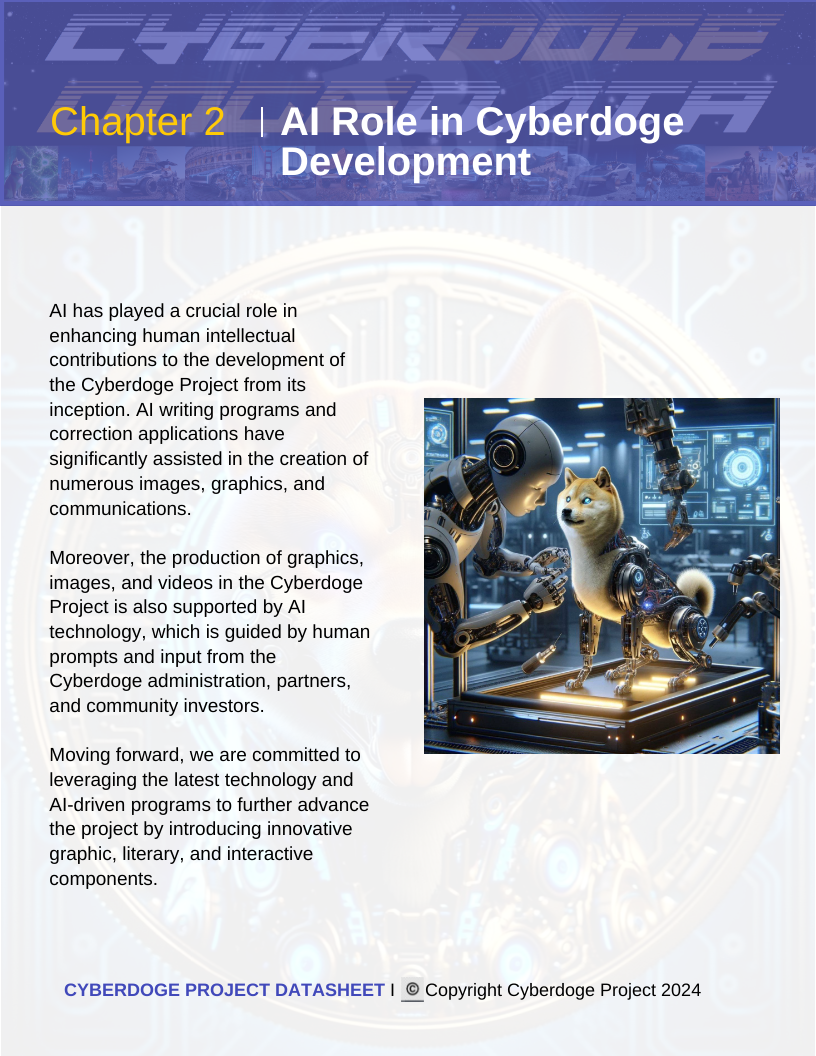 CYBERDOGE
DOGE DATA
Chapter 2 | AI Role in Cyberdoge
Development
AI has played a crucial role in
enhancing human intellectual
contributions to the development of
the Cyberdoge Project from its
inception. AI writing programs and
correction applications have
significantly assisted in the creation of
numerous images, graphics, and
communications.
Moreover, the production of graphics,
images, and videos in the Cyberdoge
Project is also supported by AI
technology, which is guided by human
prompts and input from the
Cyberdoge administration, partners,
and community investors.
Moving forward, we are committed to
leveraging the latest technology and
AI-driven programs to further advance
the project by introducing innovative
graphic, literary, and interactive
components.
CYBERDOGE PROJECT DATASHEET I © Copyright Cyberdoge Project 2024